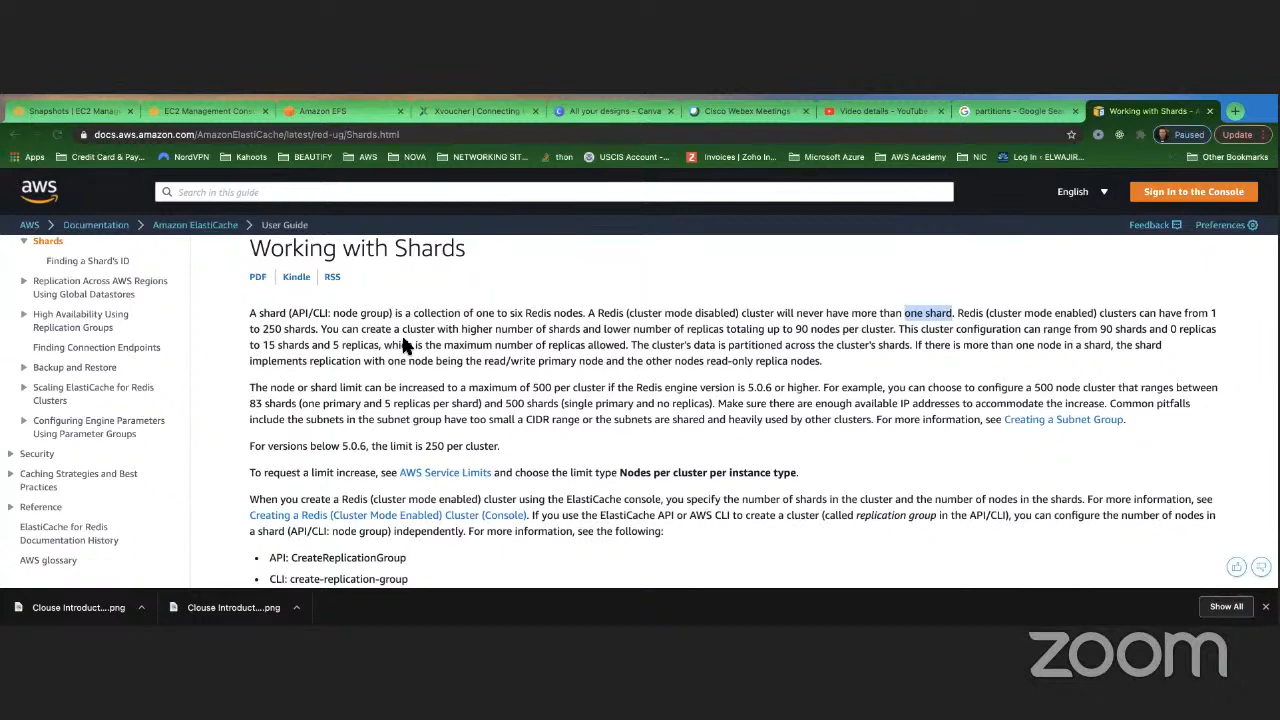 Snapshots | EC2 Manag
EC2 Management Cons
Amazon EFS
Xvoucher | Connecting
All your designs - Canva
Cisco Webex Meetings
Video details - YouTube
partitions - Google Sea
Working with Shards - A
docs.aws.amazon.com/AmazonElastiCache/latest/red-ug/Shards.html
Paused
Update
Apps
Credit Card & Pay...
NordVPN
Kahoots
BEAUTIFY
AWS
NOVA
NETWORKING SIT...
thon
USCIS Account -...
Invoices | Zoho In...
Microsoft Azure
AWS Academy
NIC
Log In ‹ ELWAJIR...
Other Bookmarks
aws
Search in this guide
English
Sign In to the Console
AWS
Documentation
Amazon ElastiCache
User Guide
Feedback
Preferences
Shards
Finding a Shard's ID
Replication Across AWS Regions
Using Global Datastores
High Availability Using
Replication Groups
Finding Connection Endpoints
Backup and Restore
Scaling ElastiCache for Redis
Clusters
Configuring Engine Parameters
Using Parameter Groups
Security
Caching Strategies and Best
Practices
Reference
ElastiCache for Redis
Documentation History
AWS glossary
Working with Shards
PDF
Kindle
RSS
A shard (API/CLI: node group) is a collection of one to six Redis nodes. A Redis (cluster mode disabled) cluster will never have more than one shard. Redis (cluster mode enabled) clusters can have from 1
to 250 shards. You can create a cluster with higher number of shards and lower number of replicas totaling up to 90 nodes per cluster. This cluster configuration can range from 90 shards and 0 replicas
to 15 shards and 5 replicas, which is the maximum number of replicas allowed. The cluster's data is partitioned across the cluster's shards. If there is more than one node in a shard, the shard
implements replication with one node being the read/write primary node and the other nodes read-only replica nodes.
The node or shard limit can be increased to a maximum of 500 per cluster if the Redis engine version is 5.0.6 or higher. For example, you can choose to configure a 500 node cluster that ranges between
83 shards (one primary and 5 replicas per shard) and 500 shards (single primary and no replicas). Make sure there are enough available IP addresses to accommodate the increase. Common pitfalls
include the subnets in the subnet group have too small a CIDR range or the subnets are shared and heavily used by other clusters. For more information, see Creating a Subnet Group.
For versions below 5.0.6, the limit is 250 per cluster.
To request a limit increase, see AWS Service Limits and choose the limit type Nodes per cluster per instance type.
When you create a Redis (cluster mode enabled) cluster using the ElastiCache console, you specify the number of shards in the cluster and the number of nodes in the shards. For more information, see
Creating a Redis (Cluster Mode Enabled) Cluster (Console). If you use the ElastiCache API or AWS CLI to create a cluster (called replication group in the API/CLI), you can configure the number of nodes in
a shard (API/CLI: node group) independently. For more information, see the following:
• API: CreateReplicationGroup
• CLI: create-replication-group
Clouse Introduct....png
Clouse Introduct....png
Show All
zoom